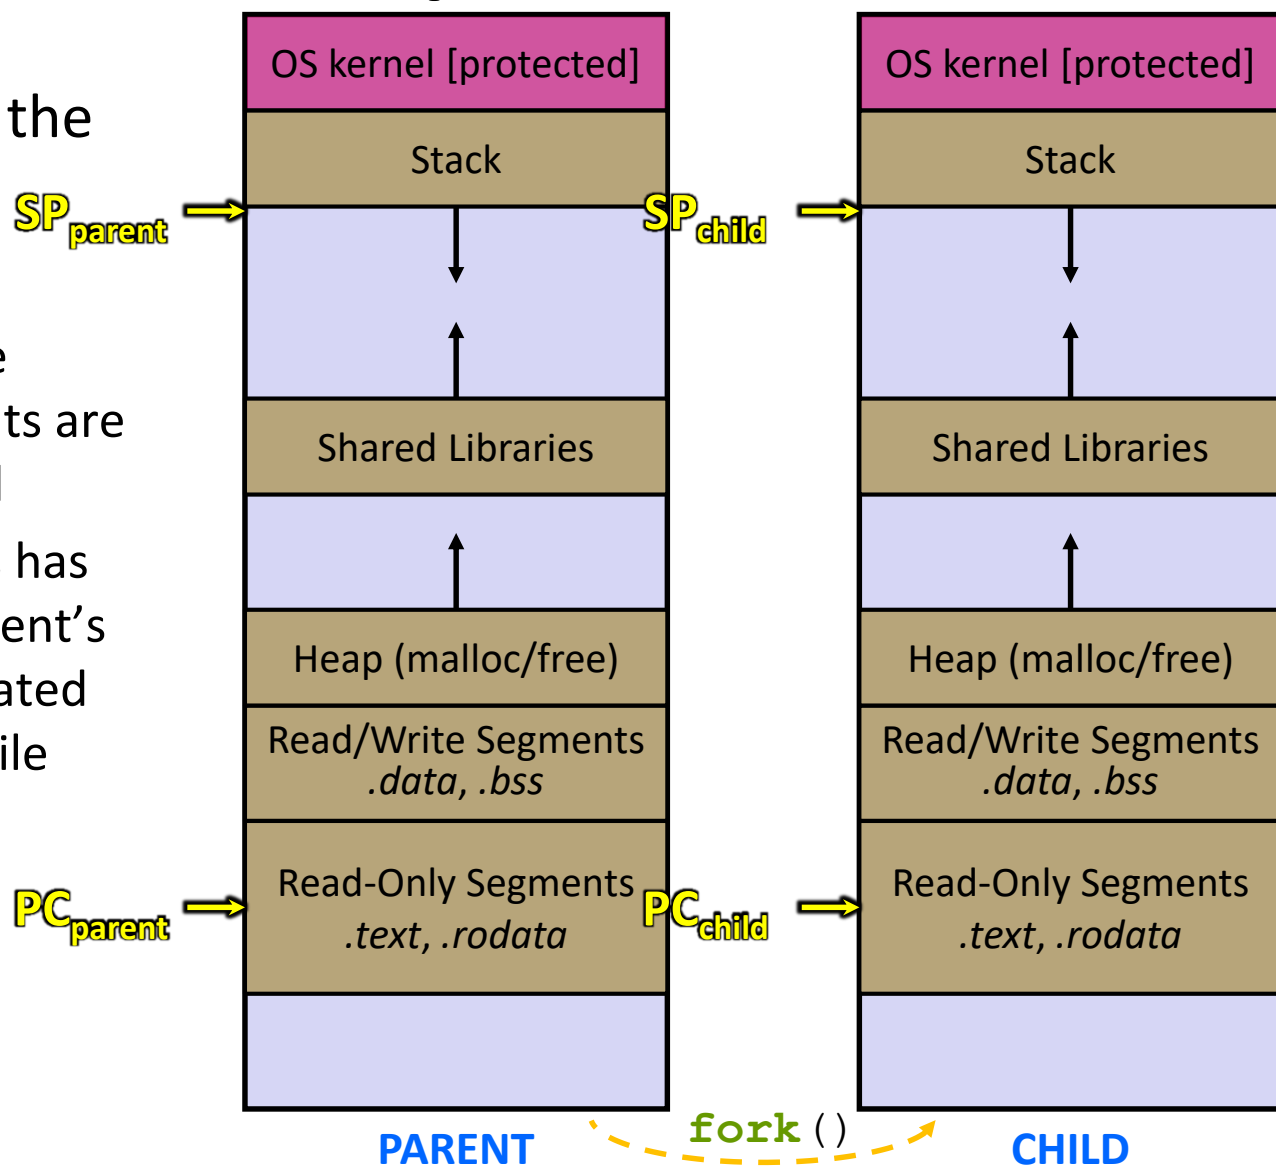 the
e
ts are
has
ent's
ated
ile
OS kernel [protected]
Stack
SPparent
Shared Libraries
Heap (malloc/free)
Read/Write Segments
.data, .bss
Read-Only Segments
.text, .rodata
PCparent
PARENT
fork()
OS kernel [protected]
Stack
SPchild
Shared Libraries
Heap (malloc/free)
Read/Write Segments
.data, .bss
Read-Only Segments
.text, .rodata
PCchild
CHILD